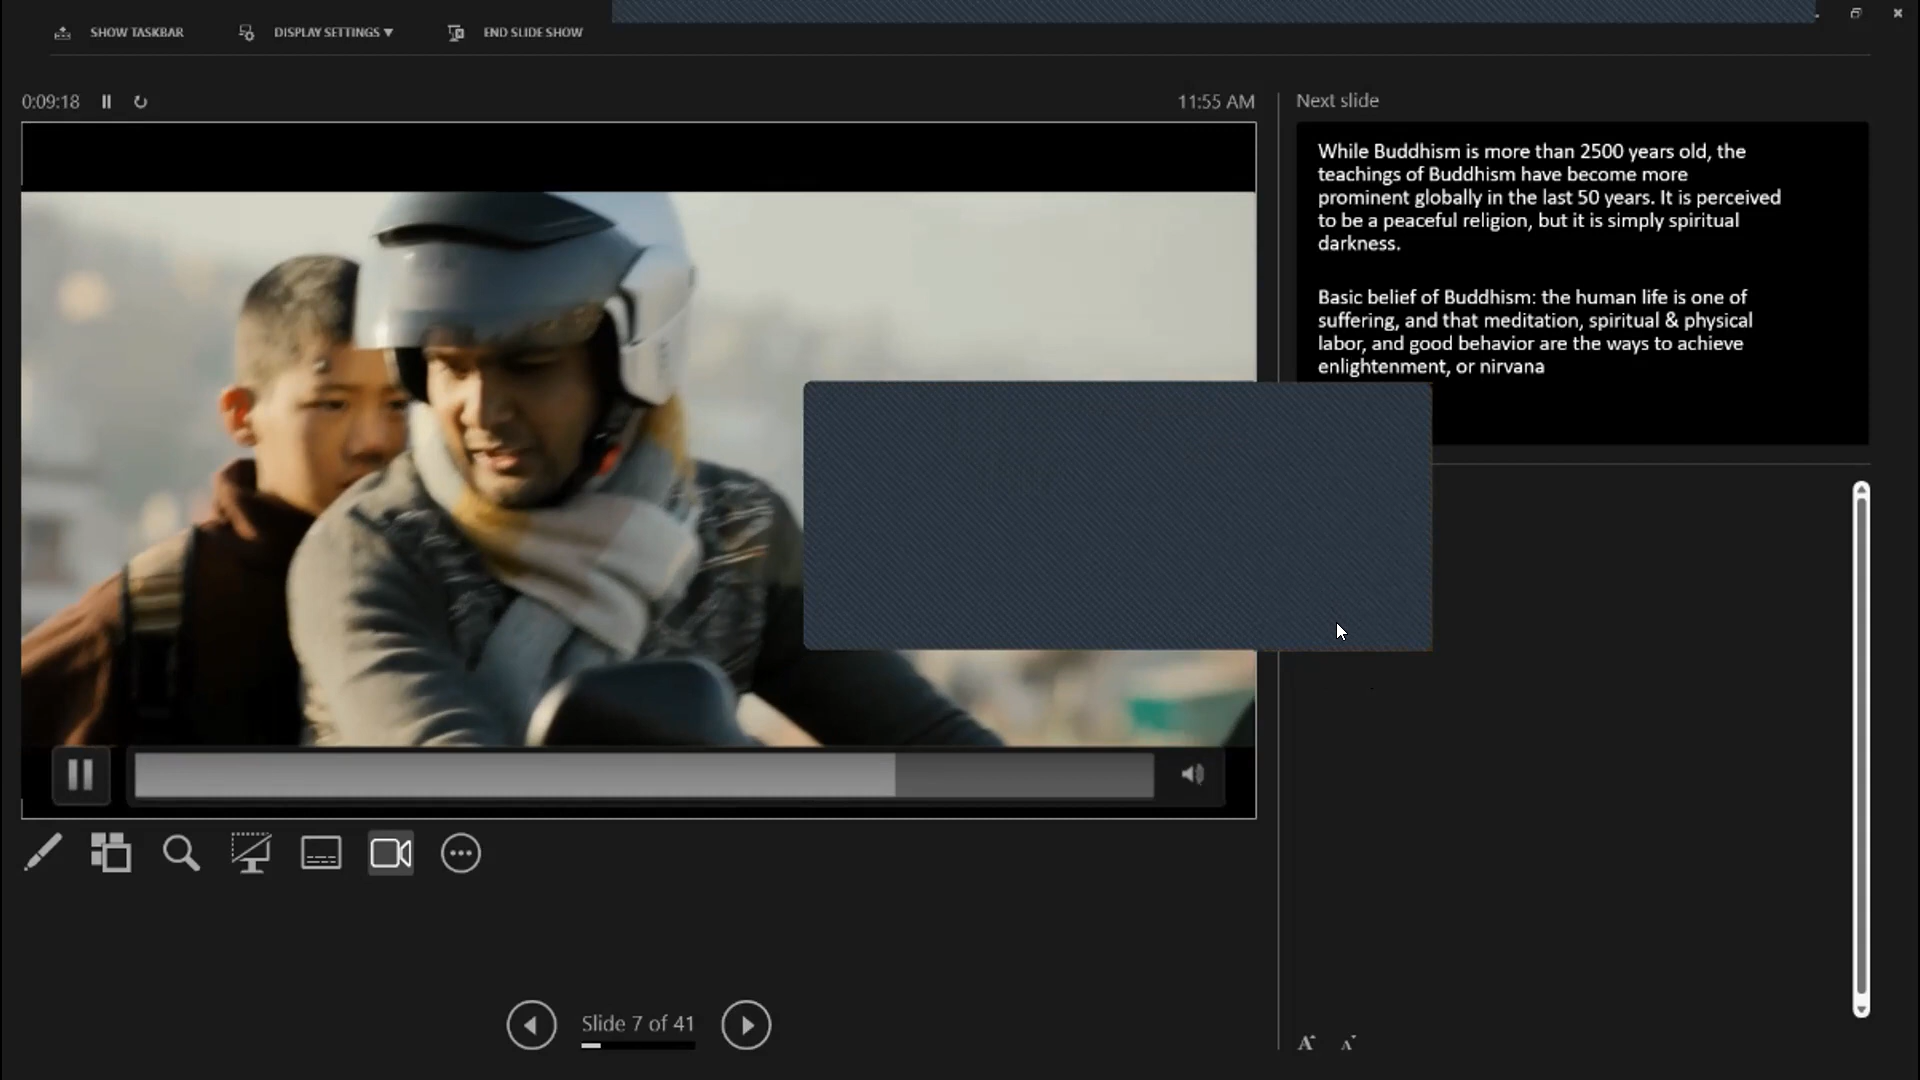 SHOW TASKBAR
DISPLAY SETTINGS ▼
END SLIDE SHOW
0:09:18
11:55 AM
Next slide
While Buddhism is more than 2500 years old, the
teachings of Buddhism have become more
prominent globally in the last 50 years. It is perceived
to be a peaceful religion, but it is simply spiritual
darkness.
Basic belief of Buddhism: the human life is one of
suffering, and that meditation, spiritual & physical
labor, and good behavior are the ways to achieve
enlightenment, or nirvana
Slide 7 of 41
A A